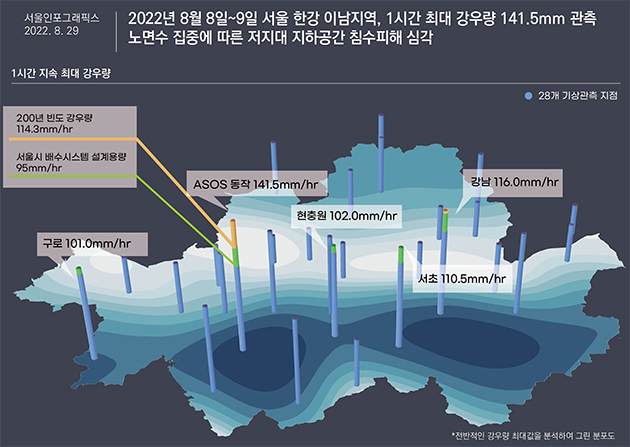 서울인포그래픽스
2022. 8. 29
2022년 8월 8일~9일 서울 한강 이남지역, 1시간 최대 강우량 141.5mm 관측
노면수 집중에 따른 저지대 지하공간 침수피해 심각
1시간 지속 최대 강우량
28개 기상관측 지점
200년 빈도 강우량
114.3mm/hr
서울시 배수시스템 설계용량
95mm/hr
ASOS 동작 141.5mm/hr
강남 116.0mm/hr
현충원 102.0mm/hr
구로 101.0mm/hr
서초 110.5mm/hr
*전반적인 강우량 최대값을 분석하여 그린 분포도